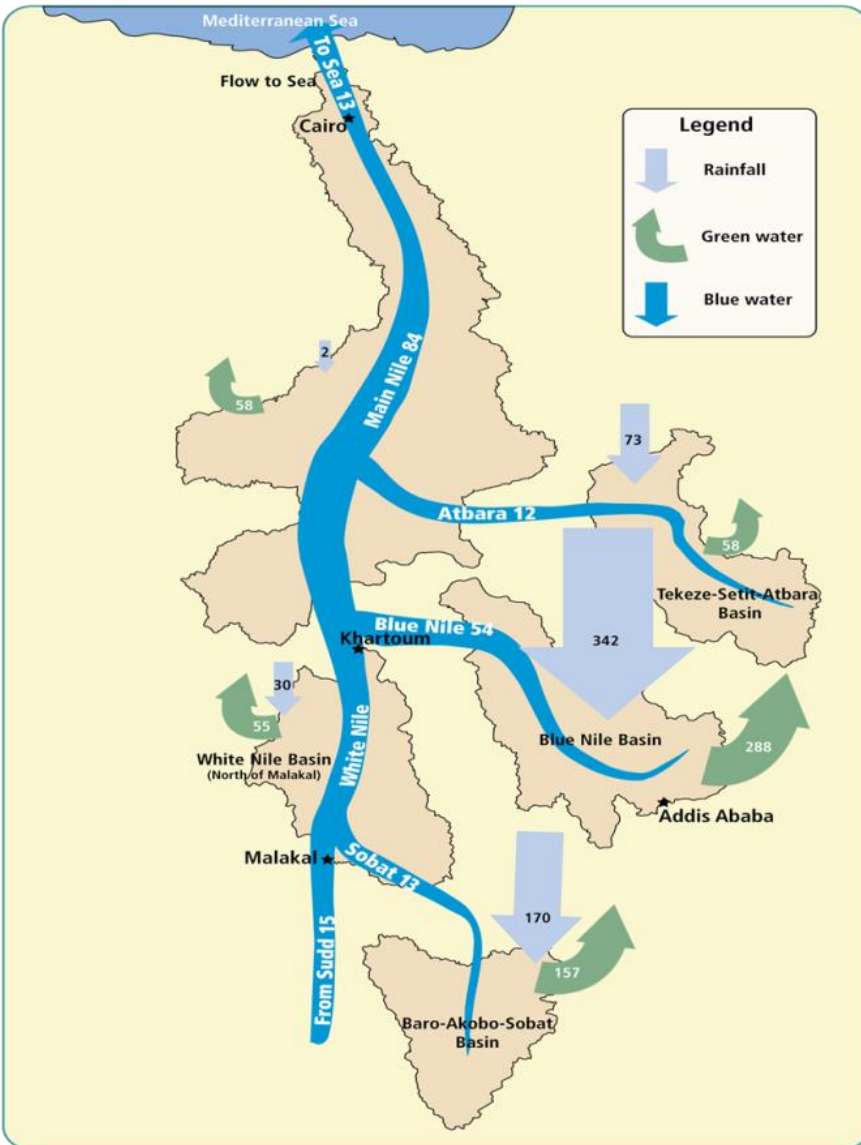 Mediterranean Sea
To Sea 13
Flow to Sea
Cairo
Legend
Rainfall
Green water
Blue water
2
58
Main Nile 84
73
Atbara 12
58
Tekeze-Setit-Atbara
Basin
Blue Nile 54
Khartoum
342
30
55
White Nile
White Nile Basin
(North of Malakal)
Blue Nile Basin
288
Addis Ababa
Malakal
Sobat 13
From Sudd 15
170
157
Baro-Akobo-Sobat
Basin